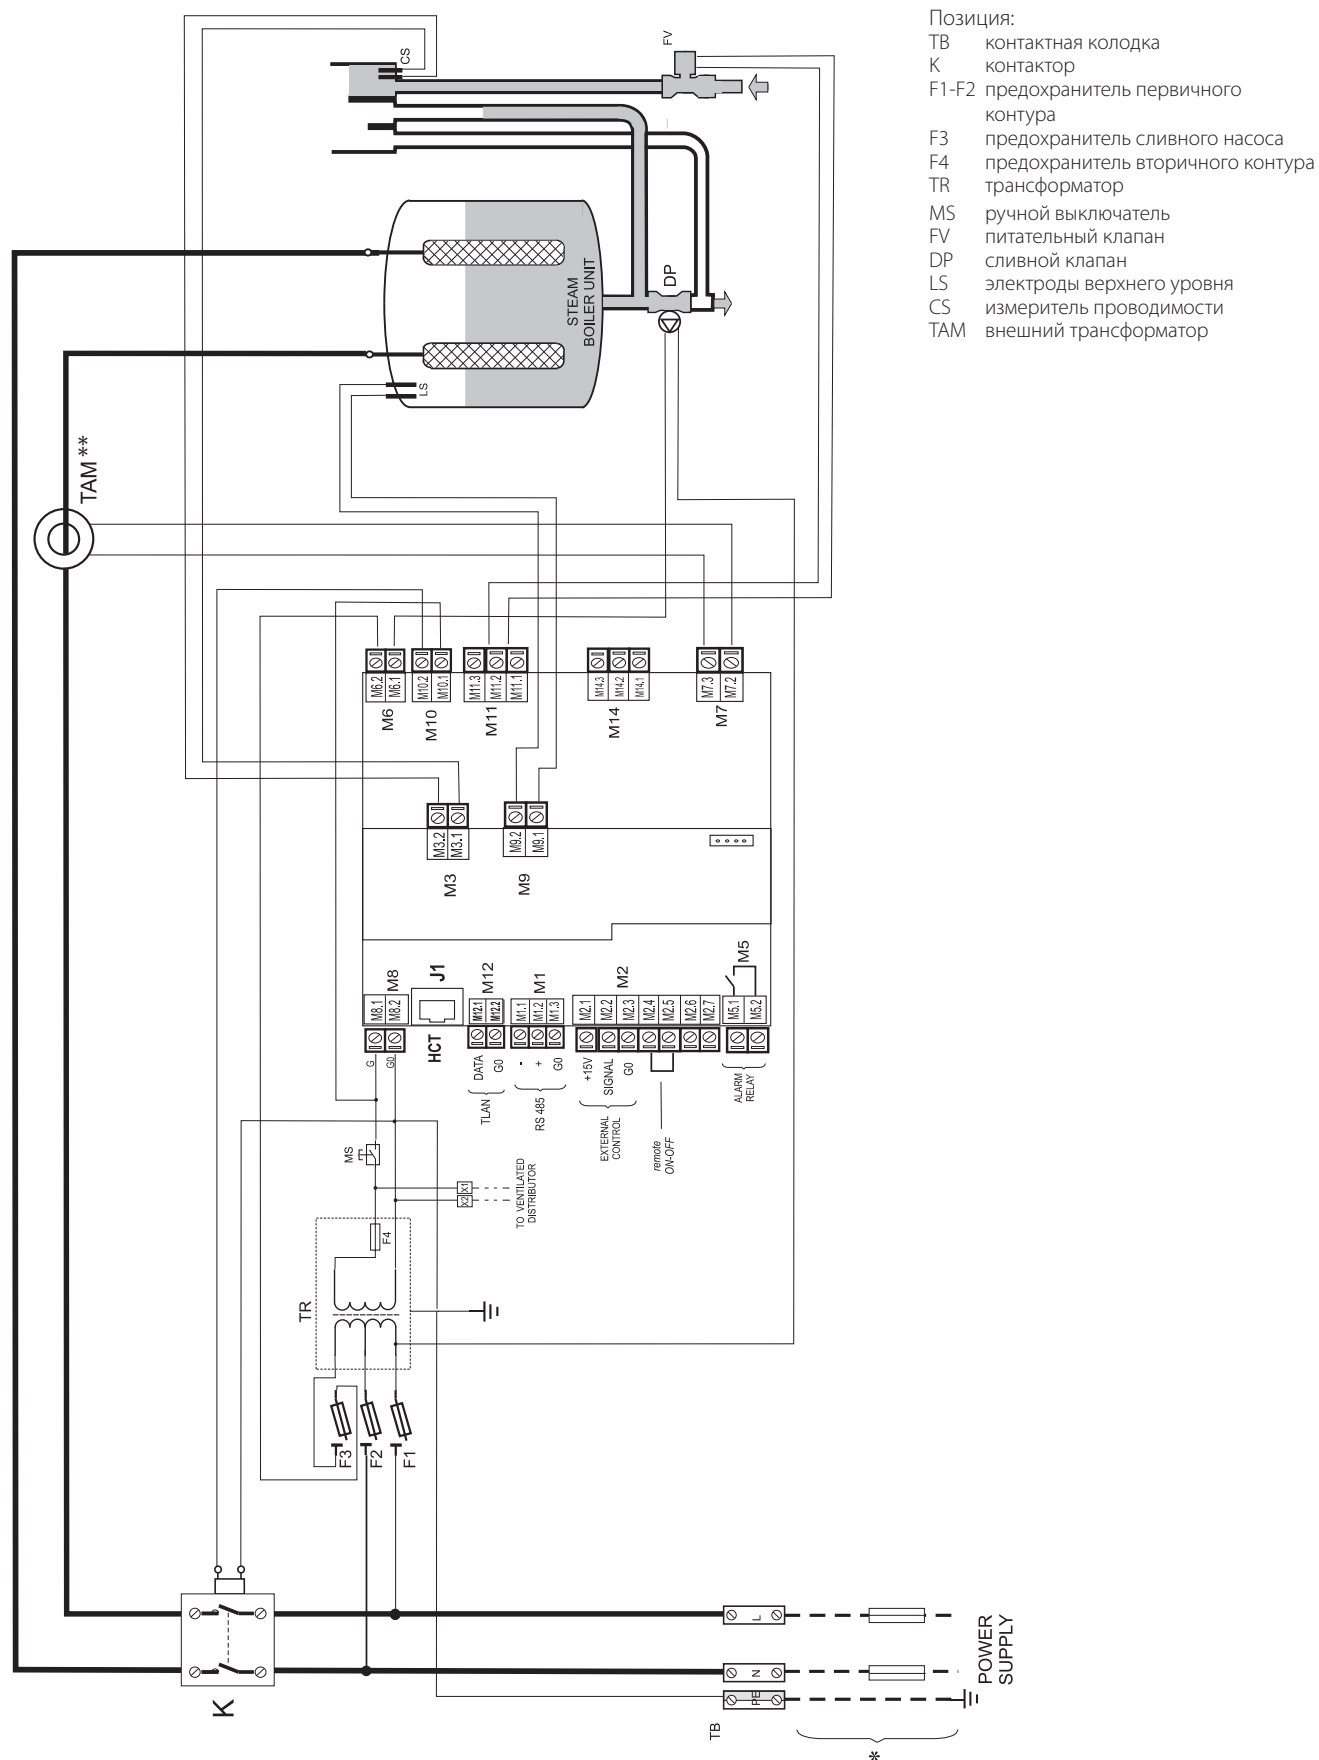 Позиция:
TB контактная колодка
K контактор
F1-F2 предохранитель первичного
контура
F3 предохранитель сливного насоса
F4 предохранитель вторичного контура
TR трансформатор
MS ручной выключатель
FV питательный клапан
DP сливной клапан
LS электроды верхнего уровня
CS измеритель проводимости
TAM внешний трансформатор
CS
FV
STEAM
BOILER UNIT
DP
LS
TAM**
M6.2
M6.1
M10.2
M10.1
M11.3
M11.2
M11.1
M14.3
M14.2
M14.1
M7.3
M7.2
M6
M10
M11
M14
M7
M3.2
M3.1
M9.2
M9.1
M3
M9
M8
J1
M12
M1
M2
M5
M8.1
M8.2
M12.1
M12.2
M1.1
M1.2
M1.3
M2.1
M2.2
M2.3
M2.4
M2.5
M2.6
M2.7
M5.1
M5.2
HCT
G
G0
DATA
G0
-
+
G0
+15V
SIGNAL
G0
TLAN
RS 485
EXTERNAL
CONTROL
remote
ON-OFF
ALARM
RELAY
MS
X1
X2
TO VENTILATED
DISTRIBUTOR
F4
TR
F3
F2
F1
K
L
N
PE
TB
POWER
SUPPLY
*